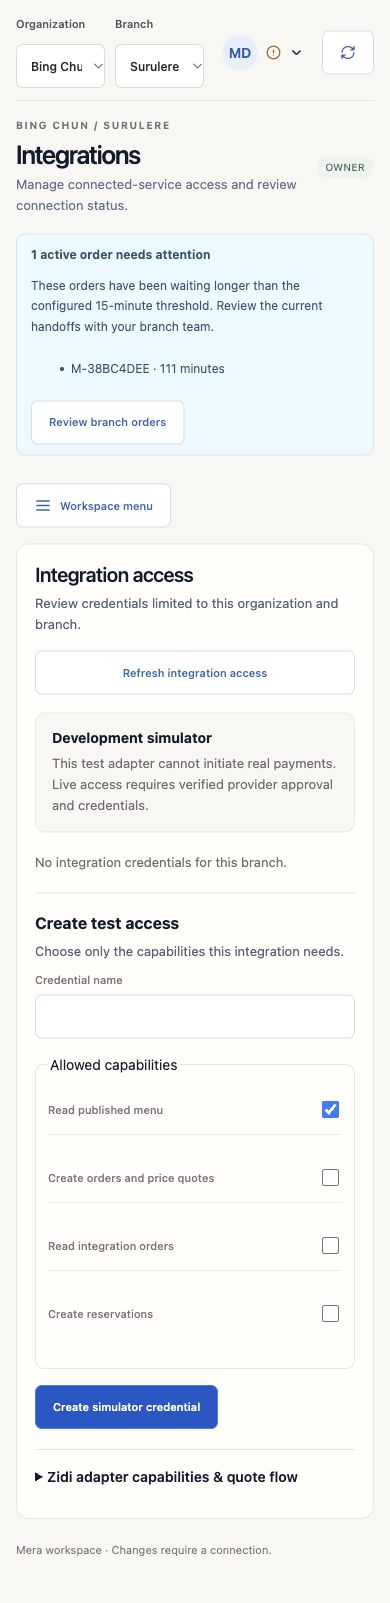 Organization
Branch
Bing Chu
Surulere
MD
BING CHUN / SURULERE
Integrations
Manage connected-service access and review
connection status.
OWNER
1 active order needs attention
These orders have been waiting longer than the
configured 15-minute threshold. Review the current
handoffs with your branch team.
• M-38BC4DEE · 111 minutes
Review branch orders
Workspace menu
Integration access
Review credentials limited to this organization and
branch.
Refresh integration access
Development simulator
This test adapter cannot initiate real payments.
Live access requires verified provider approval
and credentials.
No integration credentials for this branch.
Create test access
Choose only the capabilities this integration needs.
Credential name
Allowed capabilities
Read published menu
Create orders and price quotes
Read integration orders
Create reservations
Create simulator credential
Zidi adapter capabilities & quote flow
Mera workspace · Changes require a connection.